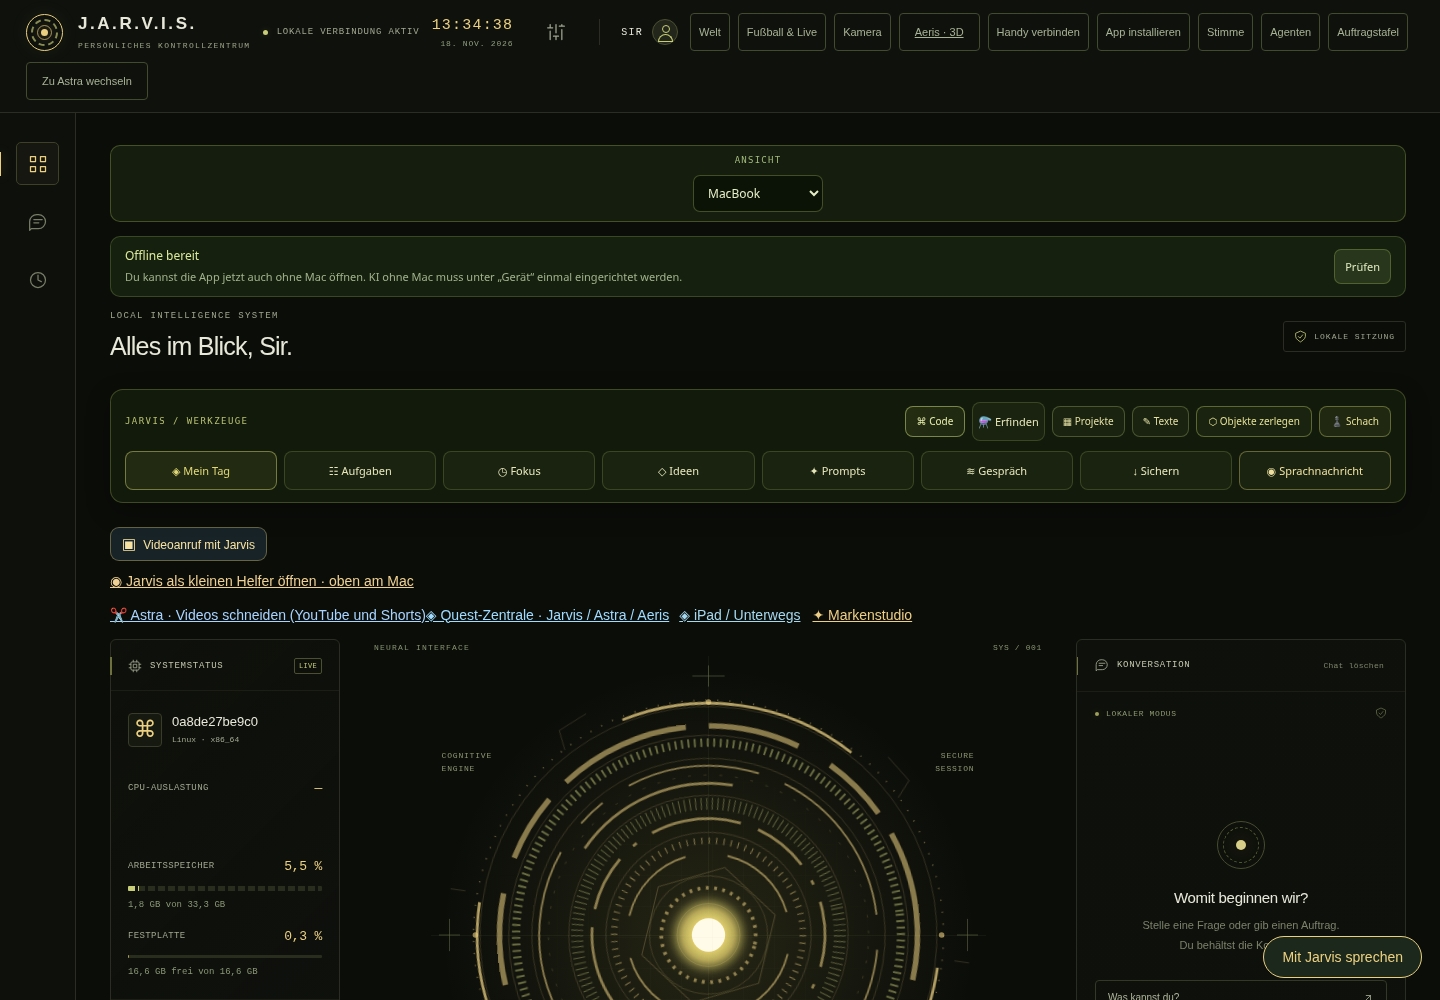 J.A.R.V.I.S.
PERSÖNLICHES KONTROLLZENTRUM
LOKALE VERBINDUNG AKTIV
13:34:38
18. NOV. 2026
SIR
Welt
Fußball & Live
Kamera
Aeris · 3D
Handy verbinden
App installieren
Stimme
Agenten
Auftragstafel
Zu Astra wechseln
ANSICHT
MacBook
Offline bereit
Du kannst die App jetzt auch ohne Mac öffnen. KI ohne Mac muss unter „Gerät“ einmal eingerichtet werden.
Prüfen
LOCAL INTELLIGENCE SYSTEM
Alles im Blick, Sir.
LOKALE SITZUNG
JARVIS / WERKZEUGE
⌘ Code
⚗️ Erfinden
▦ Projekte
✎ Texte
⬡ Objekte zerlegen
♟ Schach
◈ Mein Tag
☷ Aufgaben
◷ Fokus
◇ Ideen
✦ Prompts
≋ Gespräch
↓ Sichern
◉ Sprachnachricht
▣ Videoanruf mit Jarvis
◉ Jarvis als kleinen Helfer öffnen · oben am Mac
✂️ Astra · Videos schneiden (YouTube und Shorts)◈ Quest-Zentrale · Jarvis / Astra / Aeris ◈ iPad / Unterwegs ✦ Markenstudio
SYSTEMSTATUS
LIVE
⌘
0a8de27be9c0
Linux · x86_64
CPU-AUSLASTUNG
—
ARBEITSSPEICHER
5,5 %
1,8 GB von 33,3 GB
FESTPLATTE
0,3 %
16,6 GB frei von 16,6 GB
NEURAL INTERFACE
SYS / 001
COGNITIVE
ENGINE
SECURE
SESSION
KONVERSATION
Chat löschen
LOKALER MODUS
Womit beginnen wir?
Stelle eine Frage oder gib einen Auftrag.
Du behältst die
Mit Jarvis sprechen
Was kannst du?